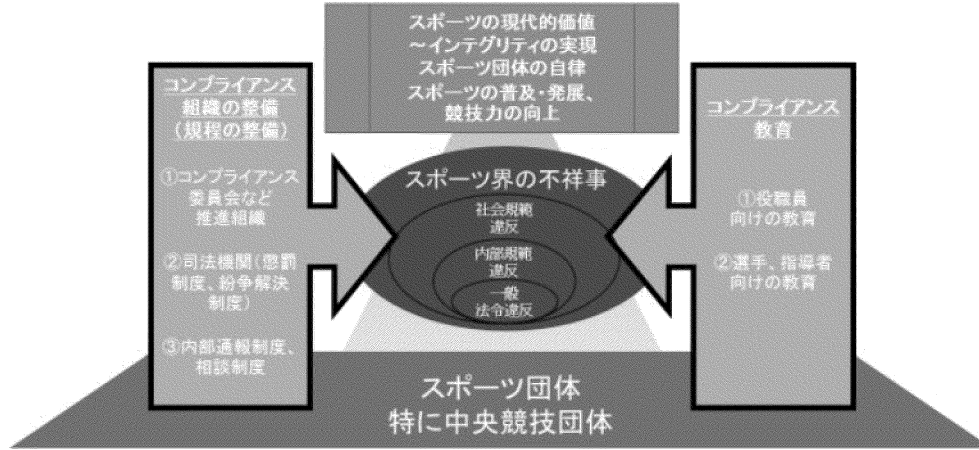 スポーツの現代的価値
～インテグリティの実現
スポーツ団体の自律
スポーツの普及・発展、
競技力の向上
コンプライアンス
組織の整備
(規程の整備)
①コンプライアンス
委員会など
推進組織
②司法機関(懲罰
制度、紛争解決
制度)
③内部通報制度、
相談制度
スポーツ界の不祥事
社会規範
違反
内部規範
違反
一般
法令違反
コンプライアンス
教育
①役職員
向けの教育
②選手、指導者
向けの教育
スポーツ団体
特に中央競技団体